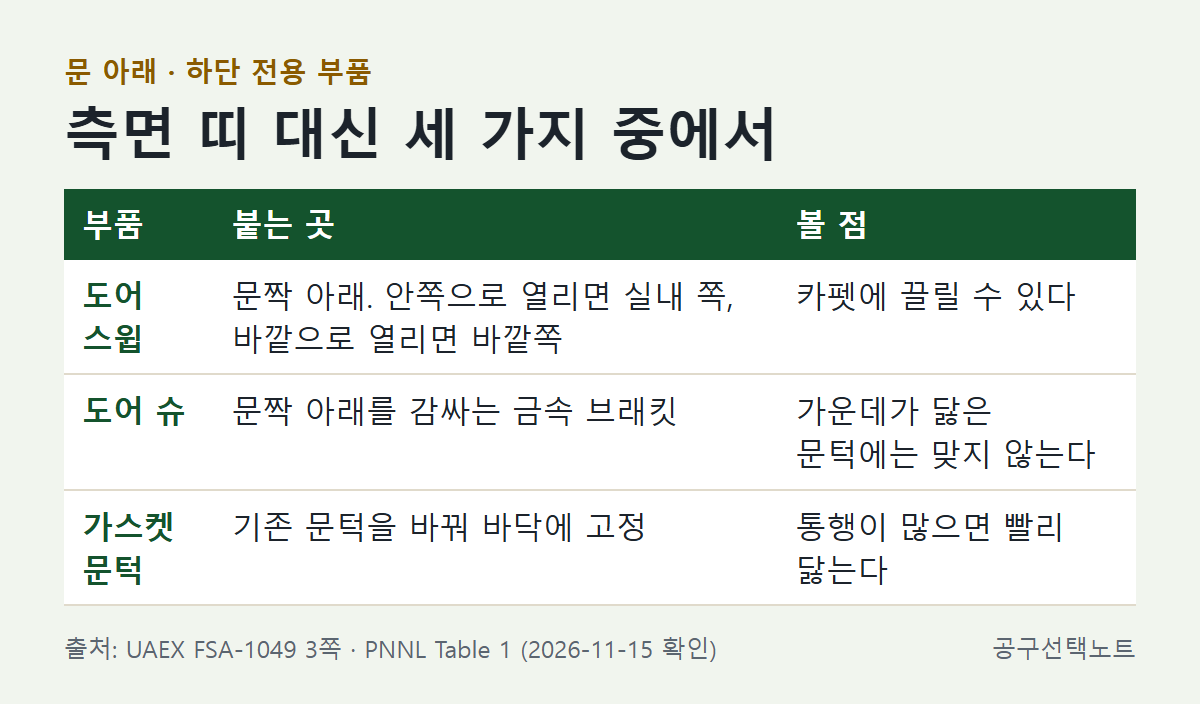 문 아래 · 하단 전용 부품
측면 띠 대신 세 가지 중에서
부품 붙는 곳 볼 점
도어 스윕 문짝 아래. 안쪽으로 열리면 실내 쪽, 바깥으로 열리면 바깥쪽 카펫에 끌릴 수 있다
도어 슈 문짝 아래를 감싸는 금속 브래킷 가운데가 닳은 문턱에는 맞지 않는다
가스켓 문턱 기존 문턱을 바꿔 바닥에 고정 통행이 많으면 빨리 닳는다
출처: UAEX FSA-1049 3쪽 · PNNL Table 1 (2026-11-15 확인)
공구선택노트